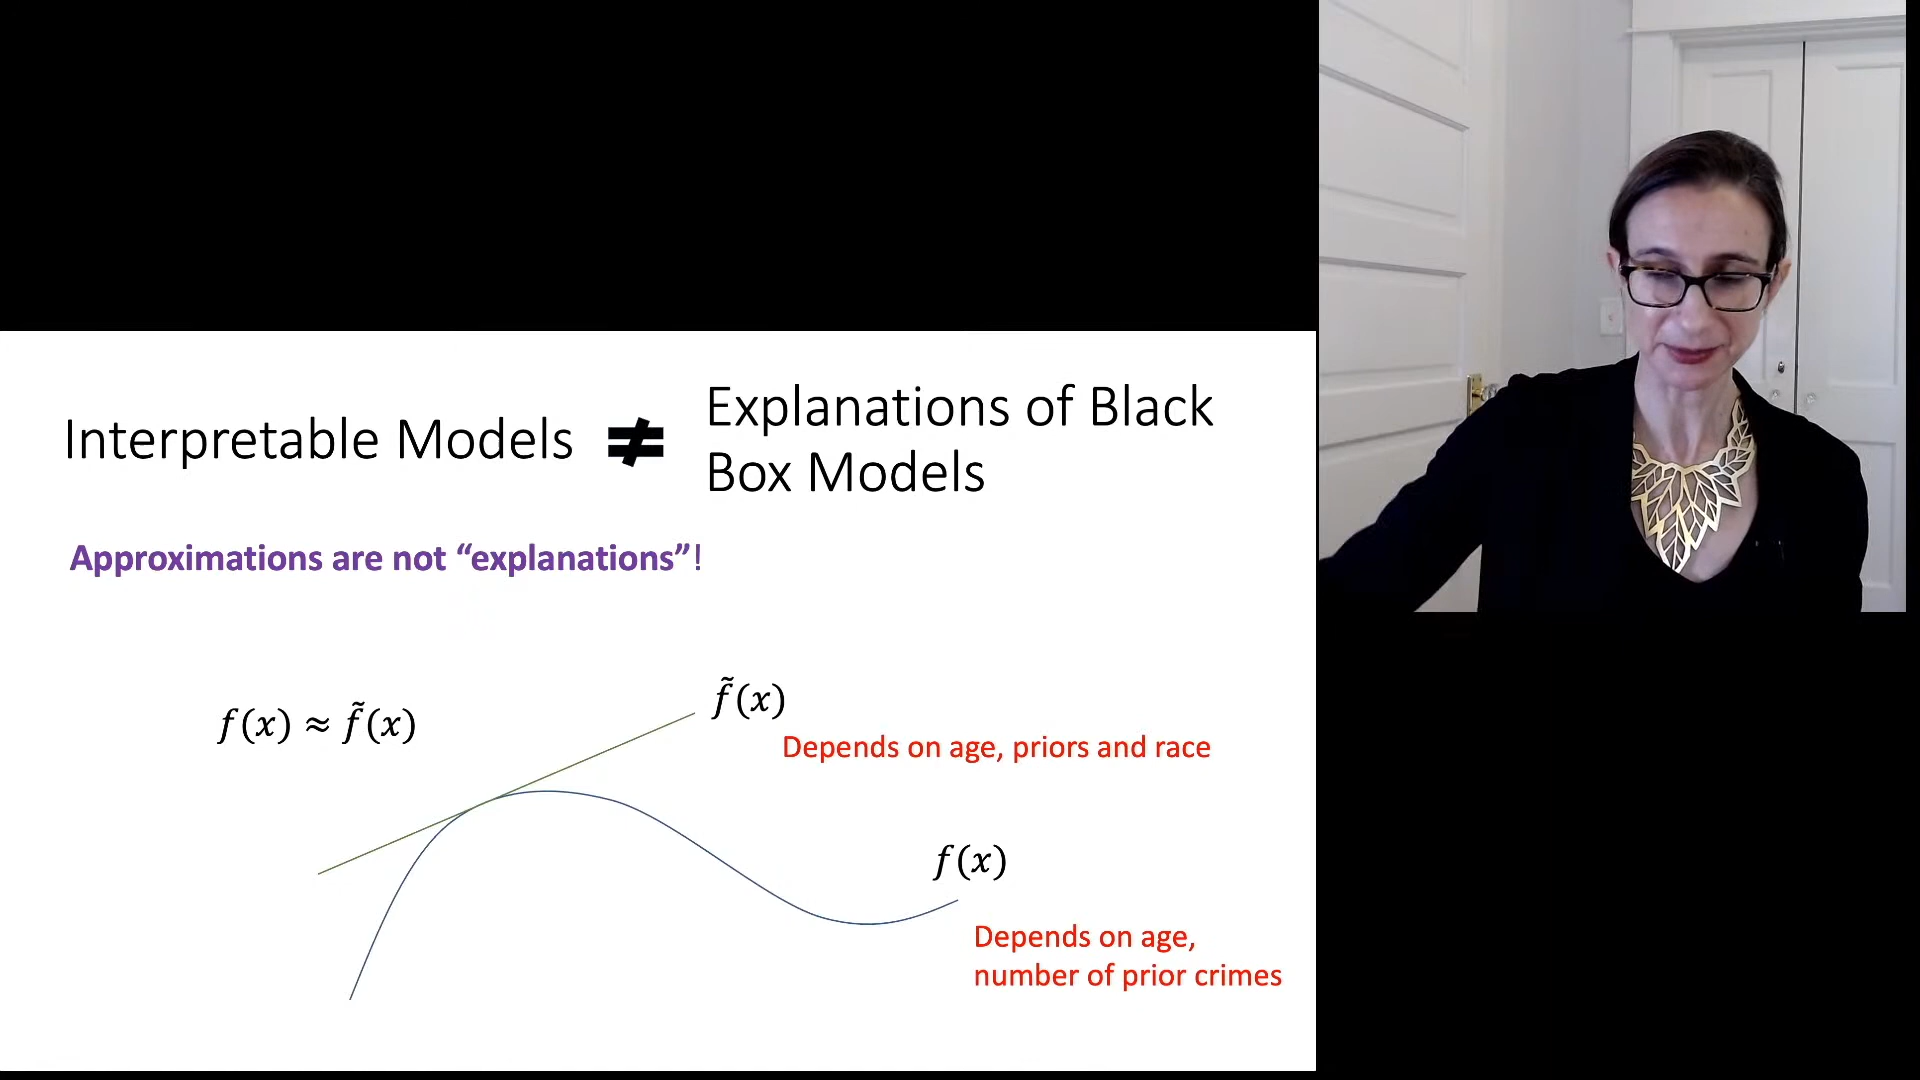 Interpretable Models ≠ Explanations of Black
Box Models
Approximations are not “explanations”!
f(x) ≈ f̃(x)
f̃(x)
Depends on age, priors and race
f(x)
Depends on age,
number of prior crimes